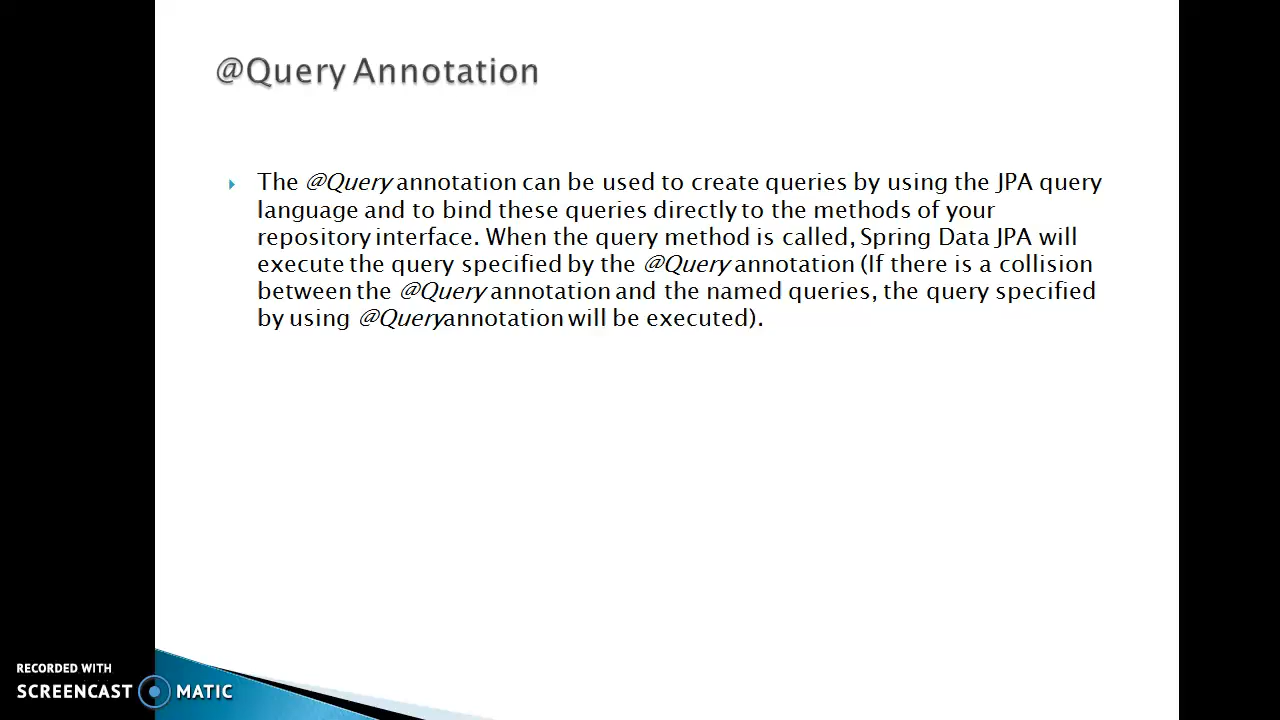 @Query Annotation
The @Query annotation can be used to create queries by using the JPA query
language and to bind these queries directly to the methods of your
repository interface. When the query method is called, Spring Data JPA will
execute the query specified by the @Query annotation (If there is a collision
between the @Query annotation and the named queries, the query specified
by using @Queryannotation will be executed).
RECORDED WITH
SCREENCAST MATIC